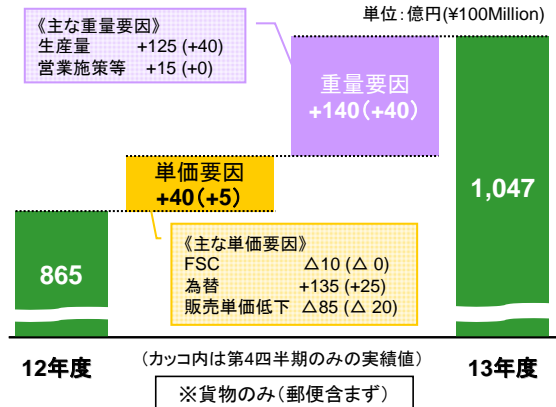 単位：億円(¥100Million)
《主な重量要因》
生産量 +125 (+40)
営業施策等 +15 (+0)
重量要因
+140(+40)
単価要因
+40(+5)
1,047
865
《主な単価要因》
FSC △10 (△ 0)
為替 +135 (+25)
販売単価低下 △85 (△ 20)
12年度
(カッコ内は第4四半期のみの実績値)
13年度
※貨物のみ(郵便含まず)